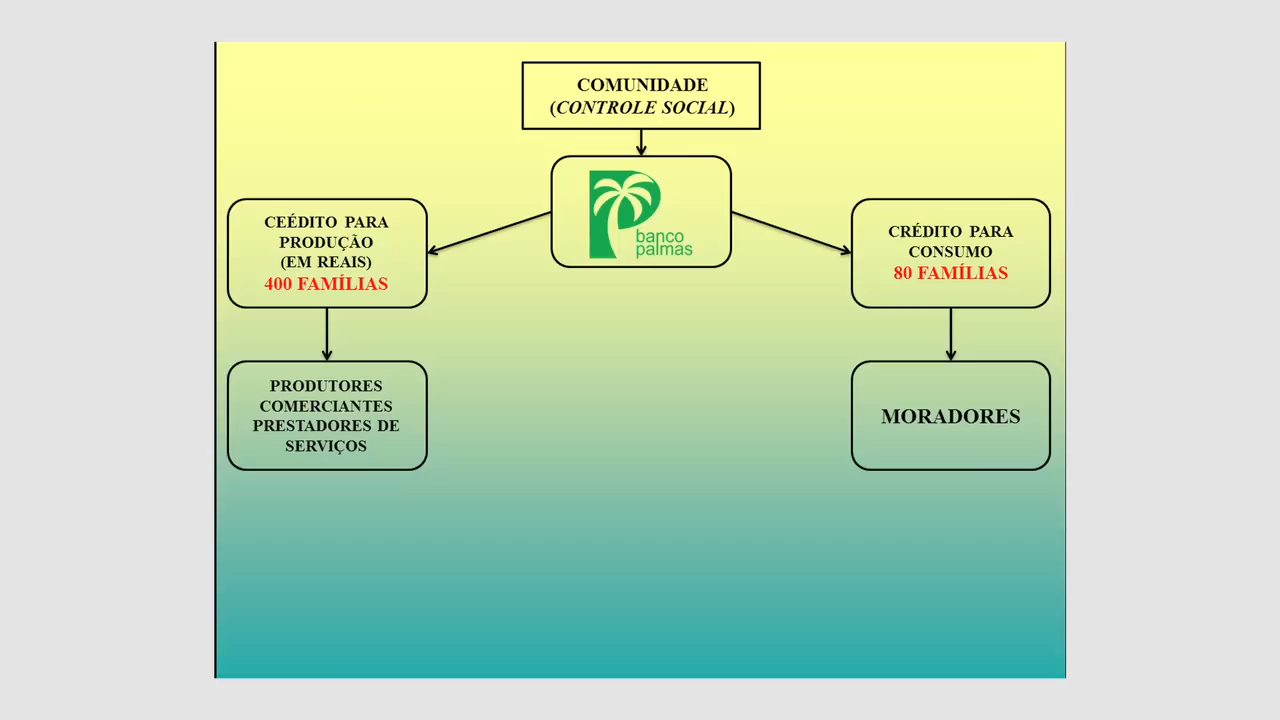 COMUNIDADE
(CONTROLE SOCIAL)
banco
palmas
CEÉDITO PARA
PRODUÇÃO
(EM REAIS)
400 FAMÍLIAS
CRÉDITO PARA
CONSUMO
80 FAMÍLIAS
PRODUTORES
COMERCIANTES
PRESTADORES DE
SERVIÇOS
MORADORES